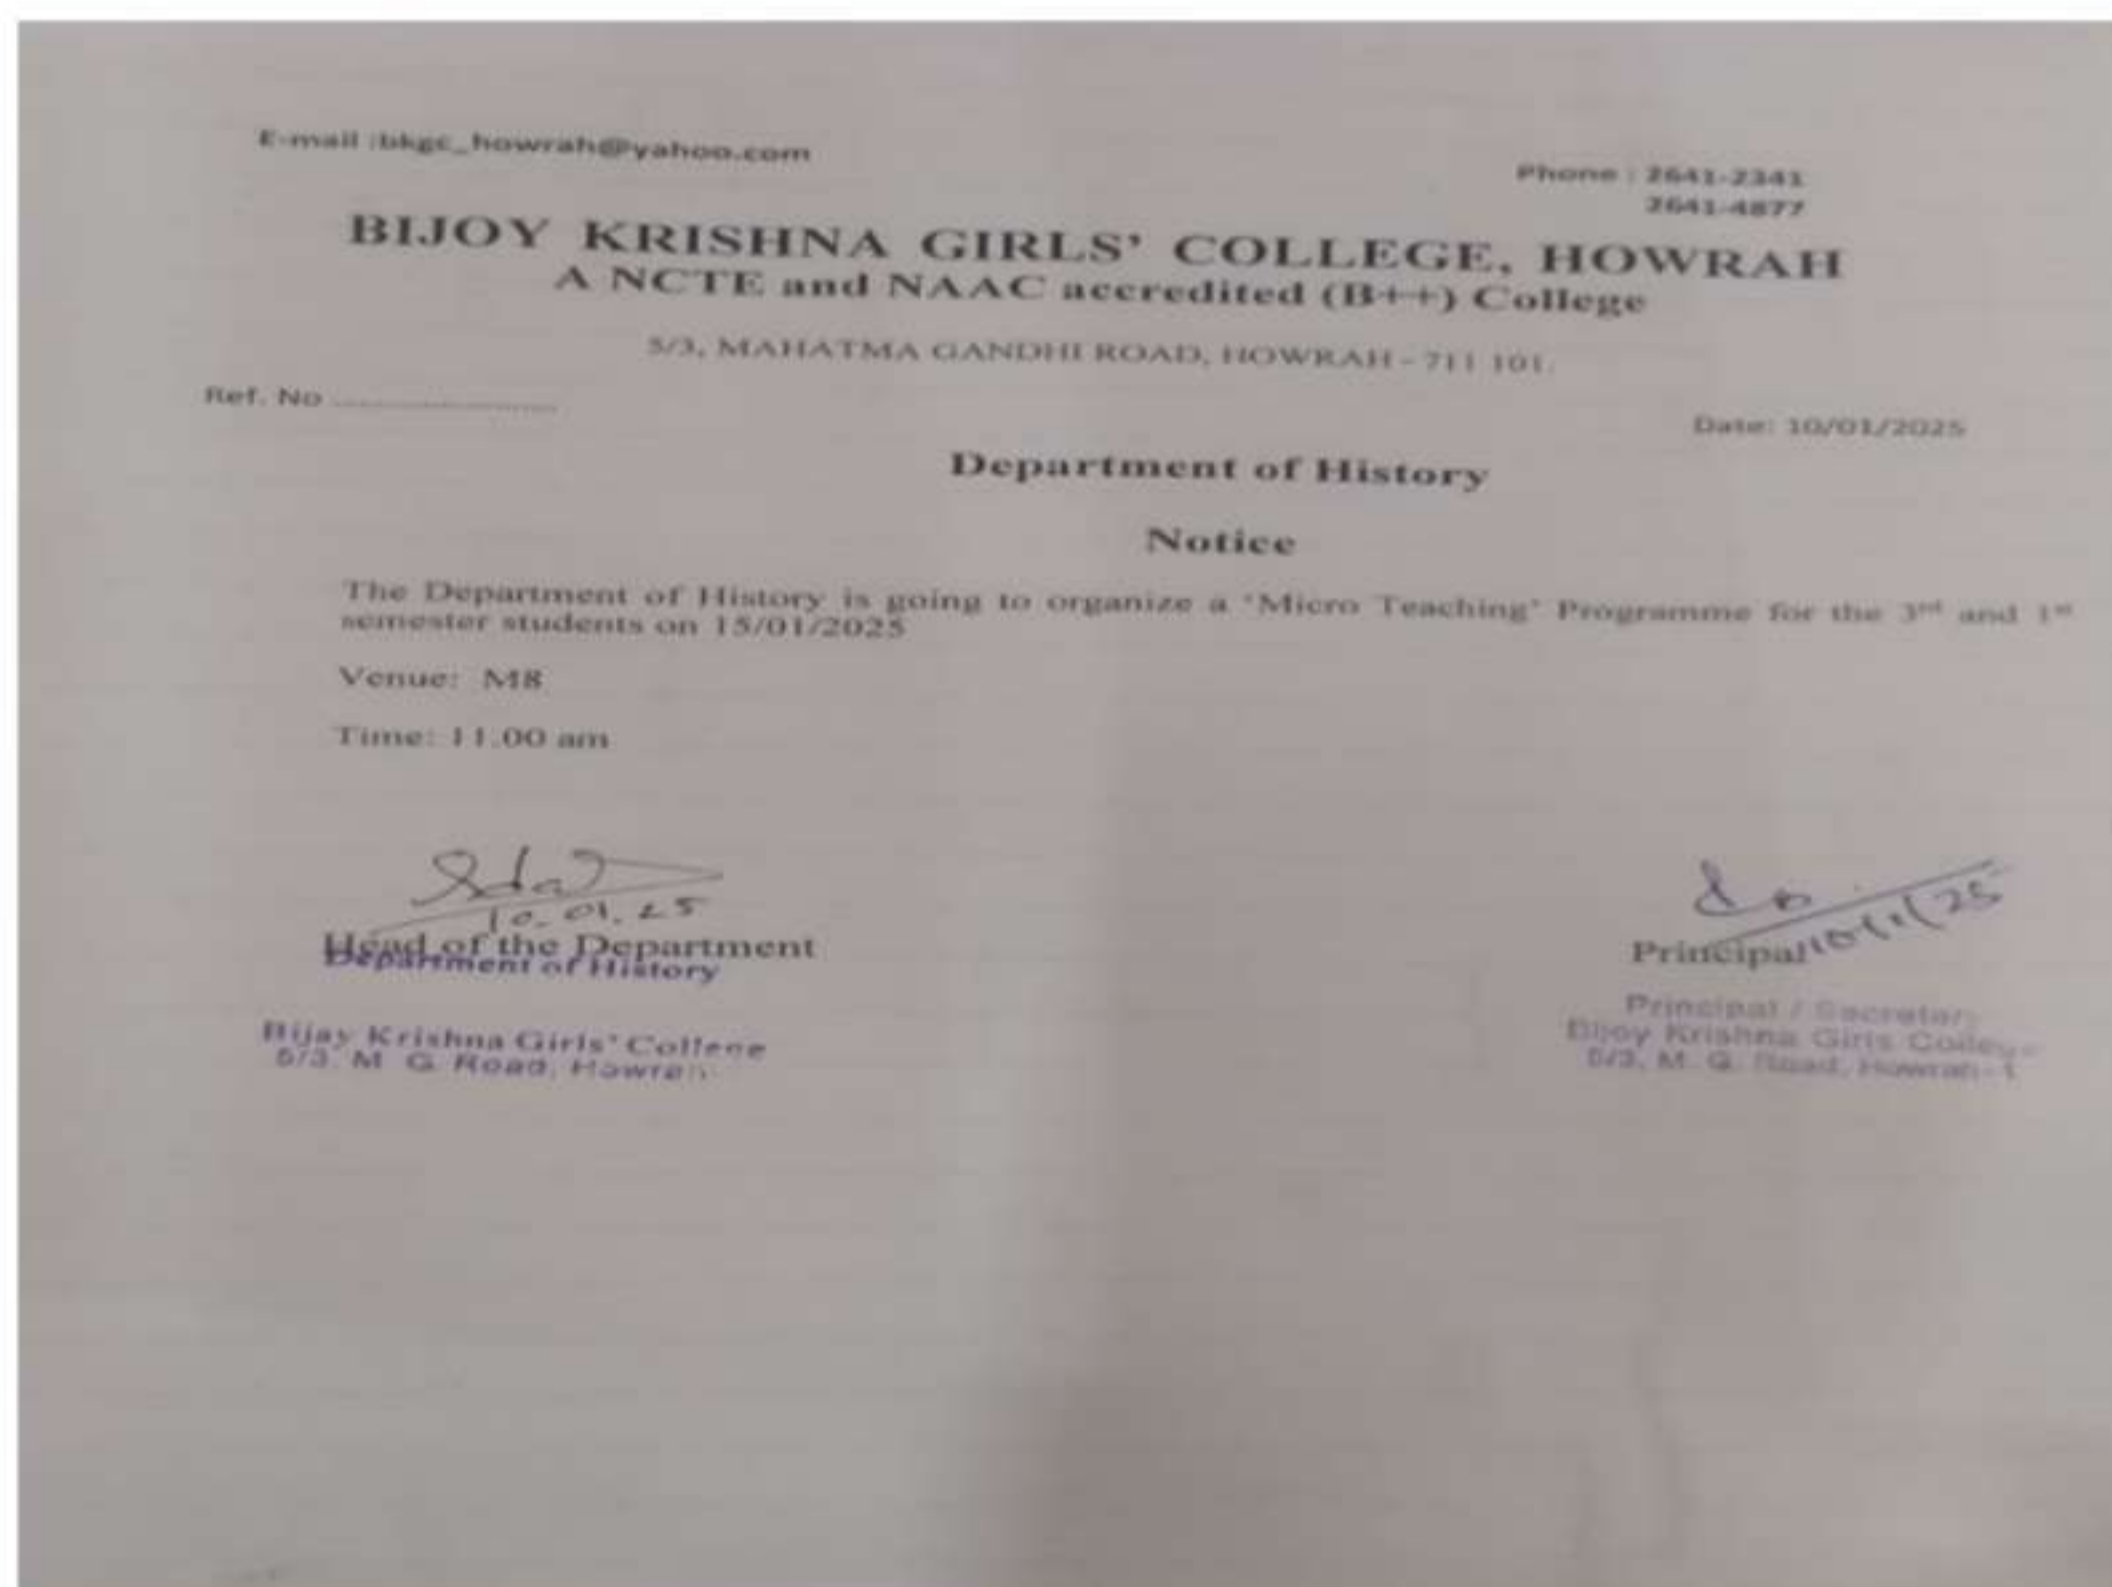 E-mail :bkgc_howrah@yahoo.com
Phone : 2641-2341
2641-4877
BIJOY KRISHNA GIRLS' COLLEGE, HOWRAH
A NCTE and NAAC accredited (B++) College
5/3, MAHATMA GANDHI ROAD, HOWRAH - 711 101.
Ref. No ........................
Date: 10/01/2025
Department of History
Notice
The Department of History is going to organize a 'Micro Teaching' Programme for the 3rd and 1st
semester students on 15/01/2025
Venue: M8
Time: 11.00 am
10.01.25
10/1/25
Head of the Department
Principal
Department of History
Bijay Krishna Girls' College
5/3, M. G. Road, Howrah
Principal / Secretary
Bijoy Krishna Girls College
5/3, M. G. Road, Howrah-1